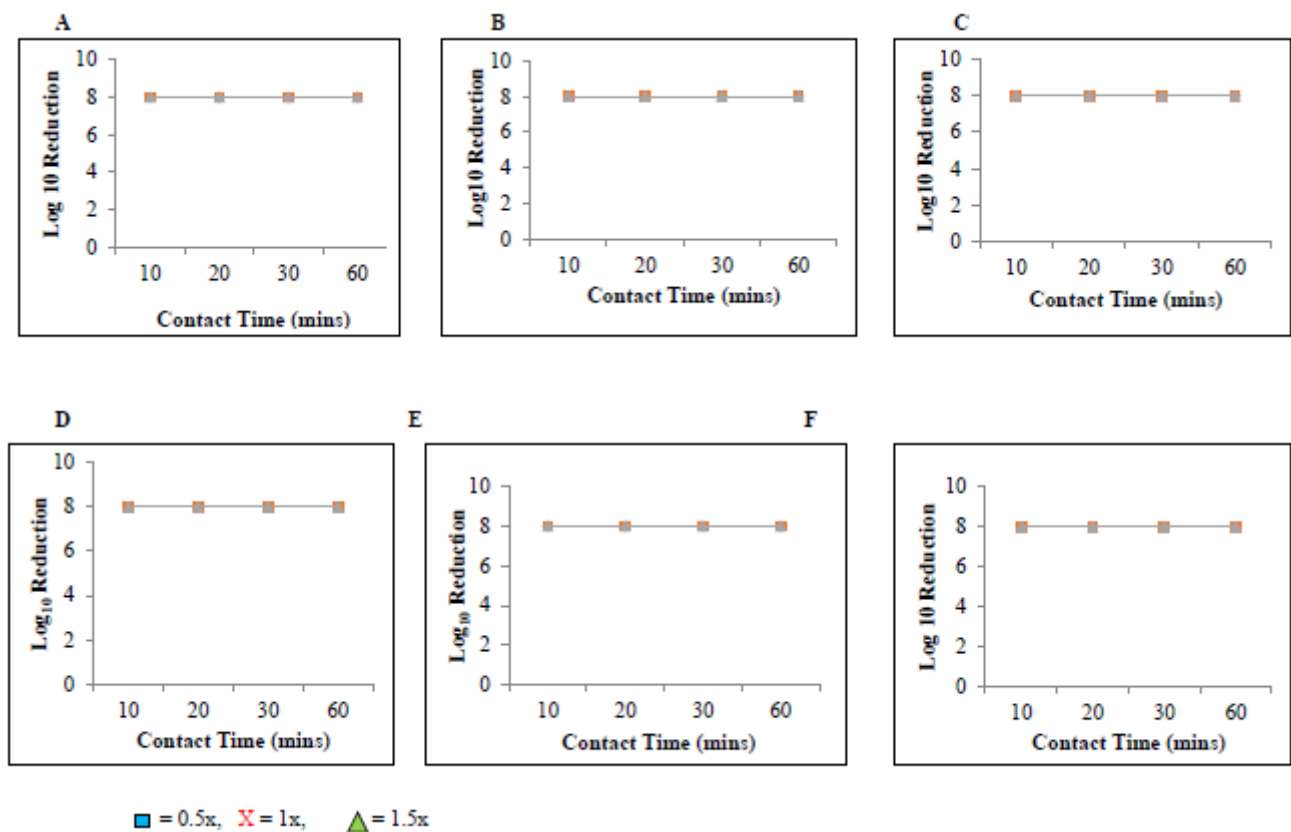 A
B
C
10
8
6
4
2
0
Log 10 Reduction
10 20 30 60
Contact Time (mins)
10
8
6
4
2
0
Log10 Reduction
10 20 30 60
Contact Time (mins)
10
8
6
4
2
0
Log10 Reduction
10 20 30 60
Contact Time (mins)
D
E
F
10
8
6
4
2
0
Log₁₀ Reduction
10 20 30 60
Contact Time (mins)
10
8
6
4
2
0
Log₁₀ Reduction
10 20 30 60
Contact Time (mins)
10
8
6
4
2
0
Log 10 Reduction
10 20 30 60
Contact Time (mins)
= 0.5x, X = 1x, = 1.5x